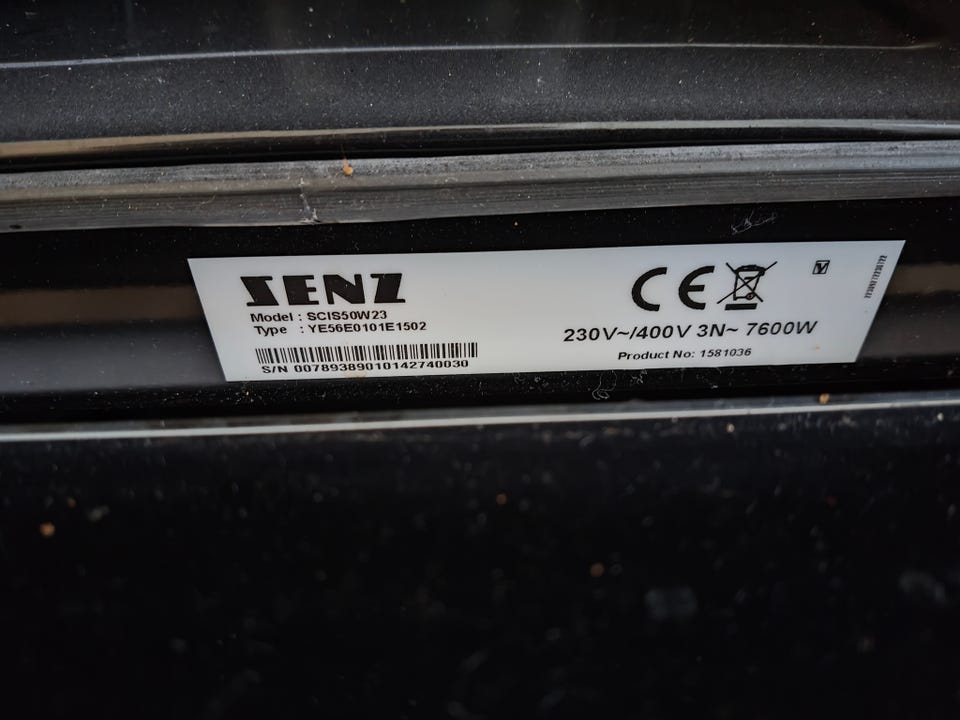 SENZ
Model : SCIS50W23
Type : YE56E0101E1502
S/N 00789389010142740030
CE
230V~/400V 3N~ 7600W
Product No: 1581036